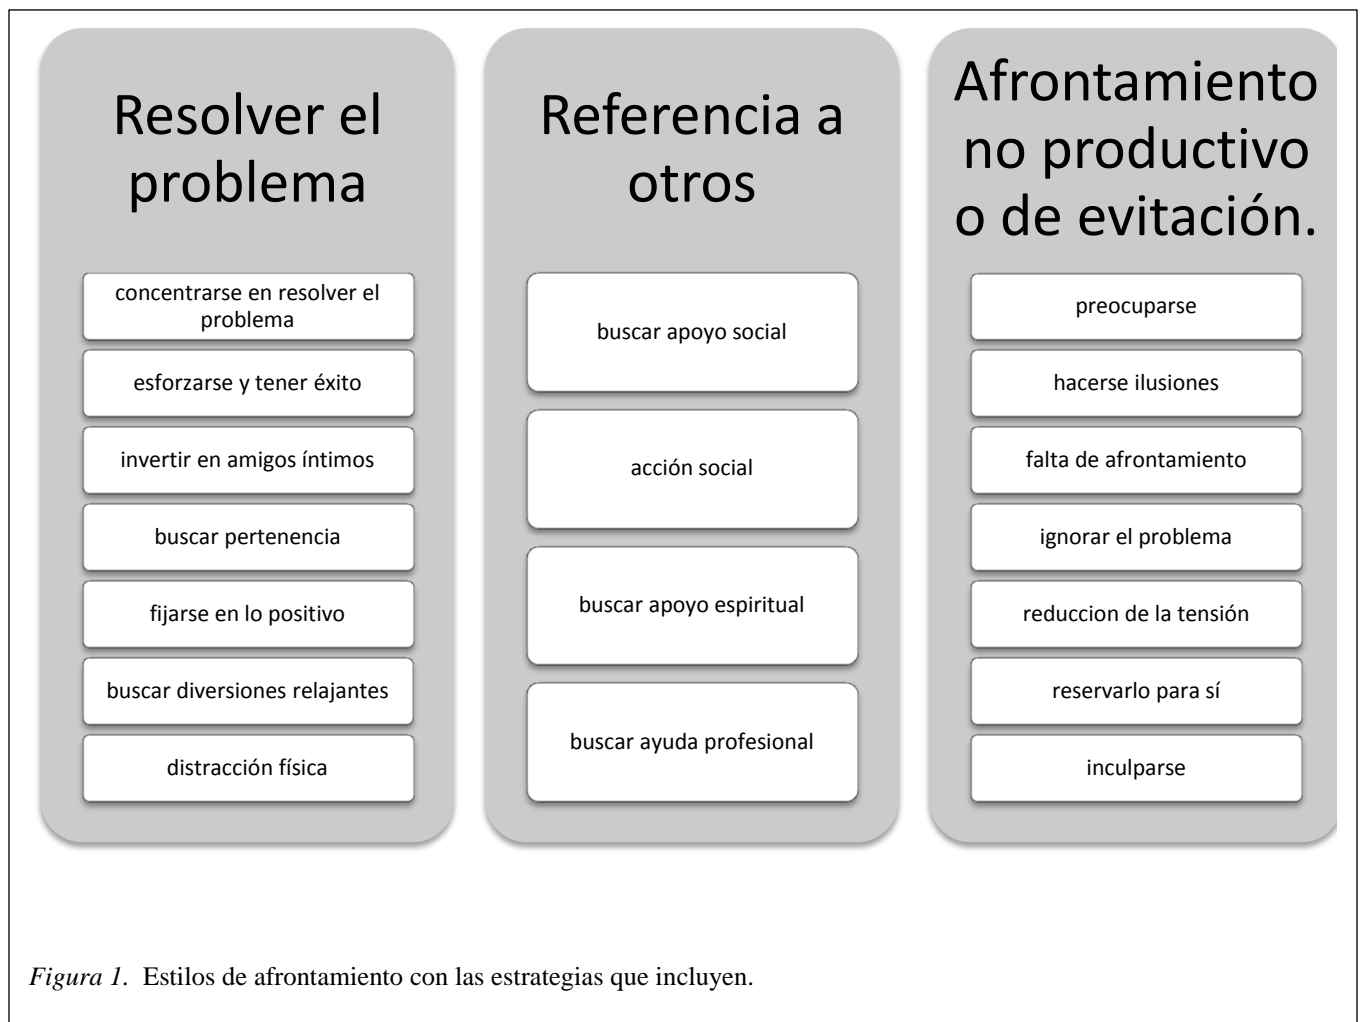 Resolver el
problema
concentrarse en resolver el
problema
esforzarse y tener éxito
invertir en amigos íntimos
buscar pertenencia
fijarse en lo positivo
buscar diversiones relajantes
distracción física
Referencia a
otros
buscar apoyo social
acción social
buscar apoyo espiritual
buscar ayuda profesional
Afrontamiento
no productivo
o de evitación.
preocuparse
hacerse ilusiones
falta de afrontamiento
ignorar el problema
reduccion de la tensión
reservarlo para sí
inculparse
Figura 1. Estilos de afrontamiento con las estrategias que incluyen.